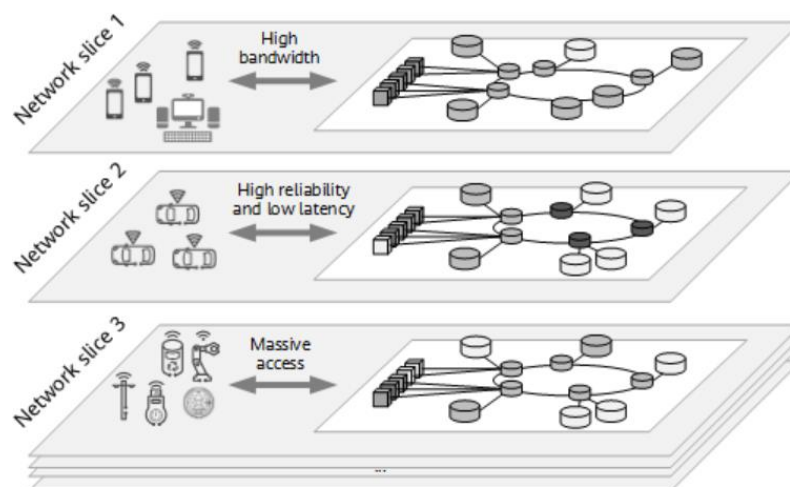 Network slice 1
High
bandwidth
Network slice 2
High reliability
and low latency
Network slice 3
Massive
access
...